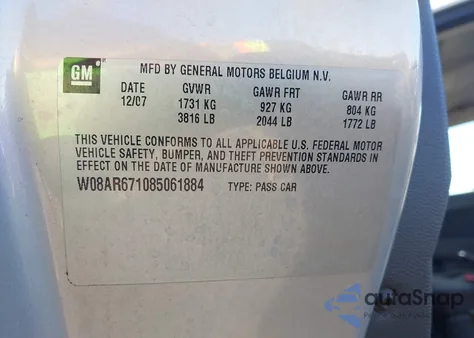 GM
MFD BY GENERAL MOTORS BELGIUM N.V.
DATE GVWR GAWR FRT GAWR RR
12/07 1731 KG 927 KG 804 KG
3816 LB 2044 LB 1772 LB
THIS VEHICLE CONFORMS TO ALL APPLICABLE U.S. FEDERAL MOTOR
VEHICLE SAFETY, BUMPER, AND THEFT PREVENTION STANDARDS IN
EFFECT ON THE DATE OF MANUFACTURE SHOWN ABOVE.
W08AR671085061884 TYPE: PASS CAR
autoSnap